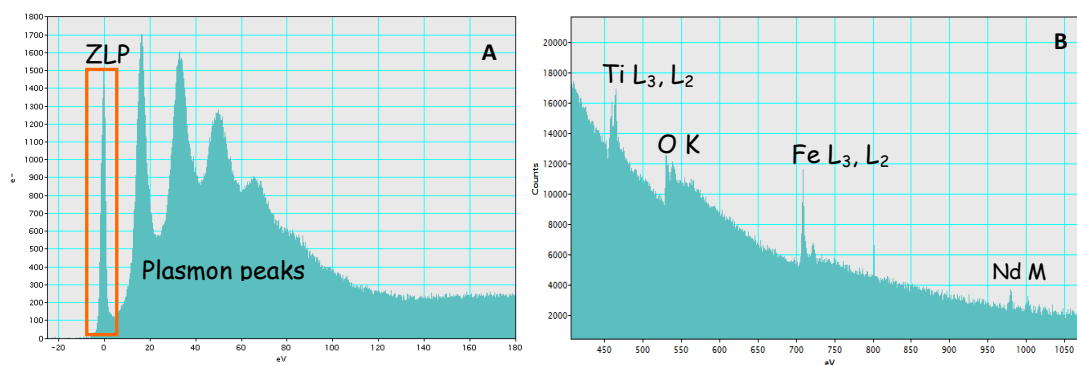 1800
1700
1600
1500
1400
1300
1200
1100
1000
900
800
700
600
500
400
300
200
100
0
e-
ZLP
A
Plasmon peaks
-20 0 20 40 60 80 100 120 140 160 180
eV
20000
18000
16000
14000
12000
10000
8000
6000
4000
2000
Counts
B
Ti L₃, L₂
O K
Fe L₃, L₂
Nd M
450 500 550 600 650 700 750 800 850 900 950 1000 1050
eV